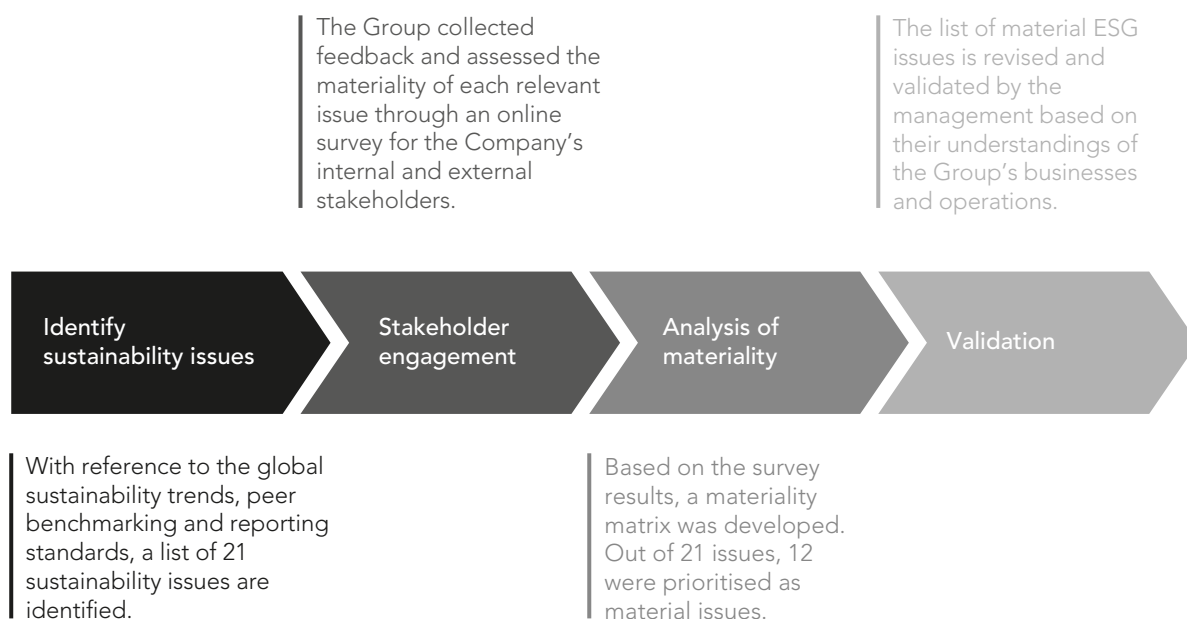 The Group collected
feedback and assessed the
materiality of each relevant
issue through an online
survey for the Company's
internal and external
stakeholders.
The list of material ESG
issues is revised and
validated by the
management based on
their understandings of
the Group's businesses
and operations.
Identify
sustainability issues
Stakeholder
engagement
Analysis of
materiality
Validation
With reference to the global
sustainability trends, peer
benchmarking and reporting
standards, a list of 21
sustainability issues are
identified.
Based on the survey
results, a materiality
matrix was developed.
Out of 21 issues, 12
were prioritised as
material issues.